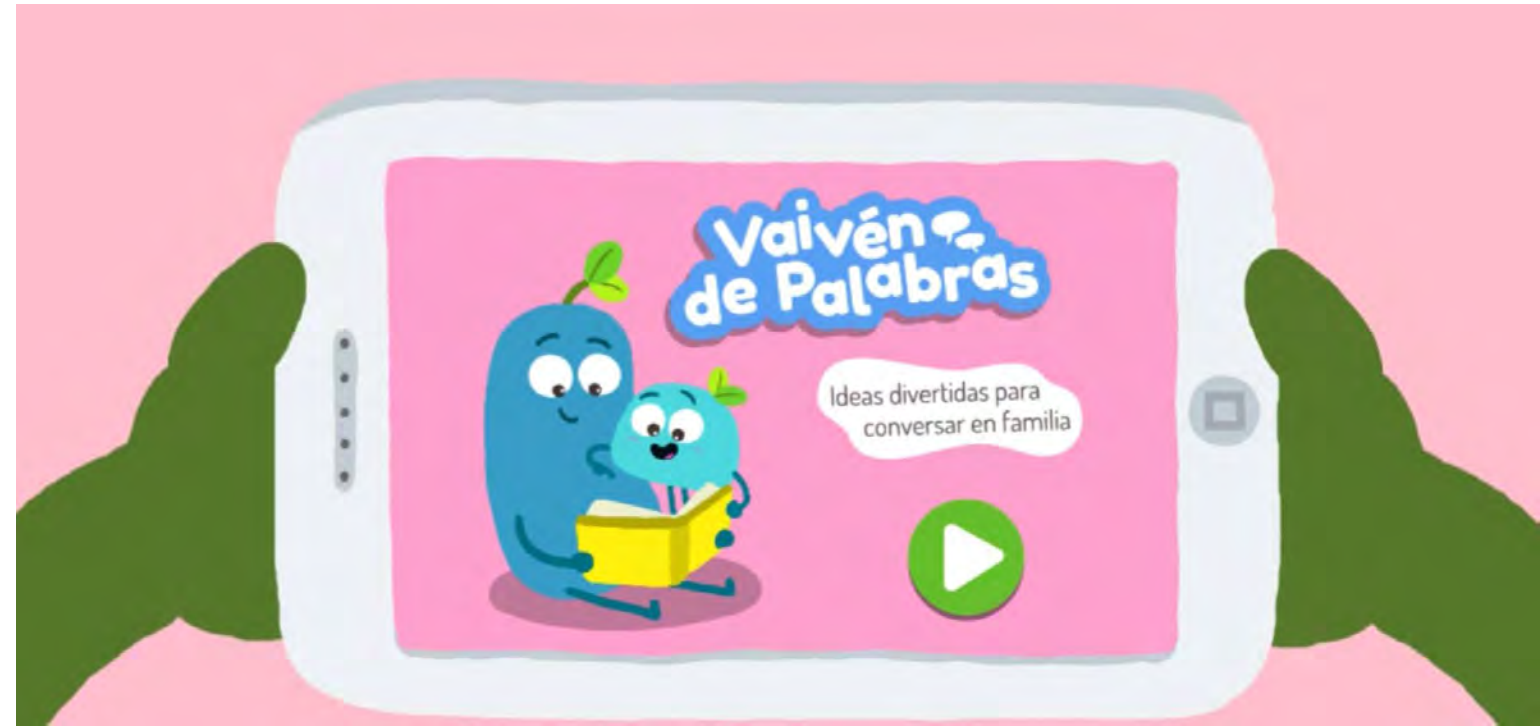 Vaivén
de Palabras
Ideas divertidas para
conversar en familia